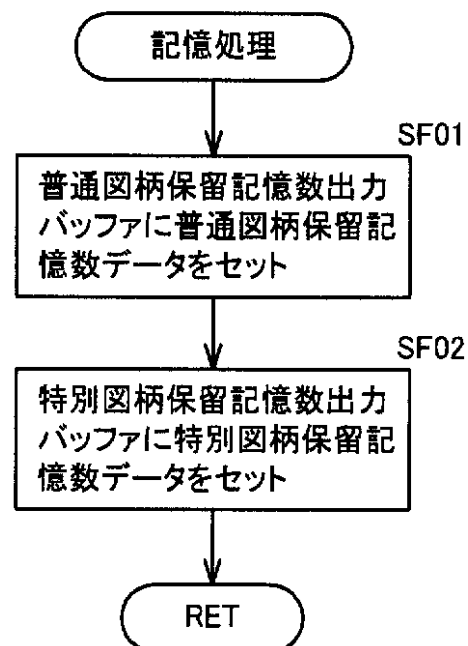 記憶処理
SF01
普通図柄保留記憶数出力
バッファに普通図柄保留記
憶数データをセット
SF02
特別図柄保留記憶数出力
バッファに特別図柄保留記
憶数データをセット
RET